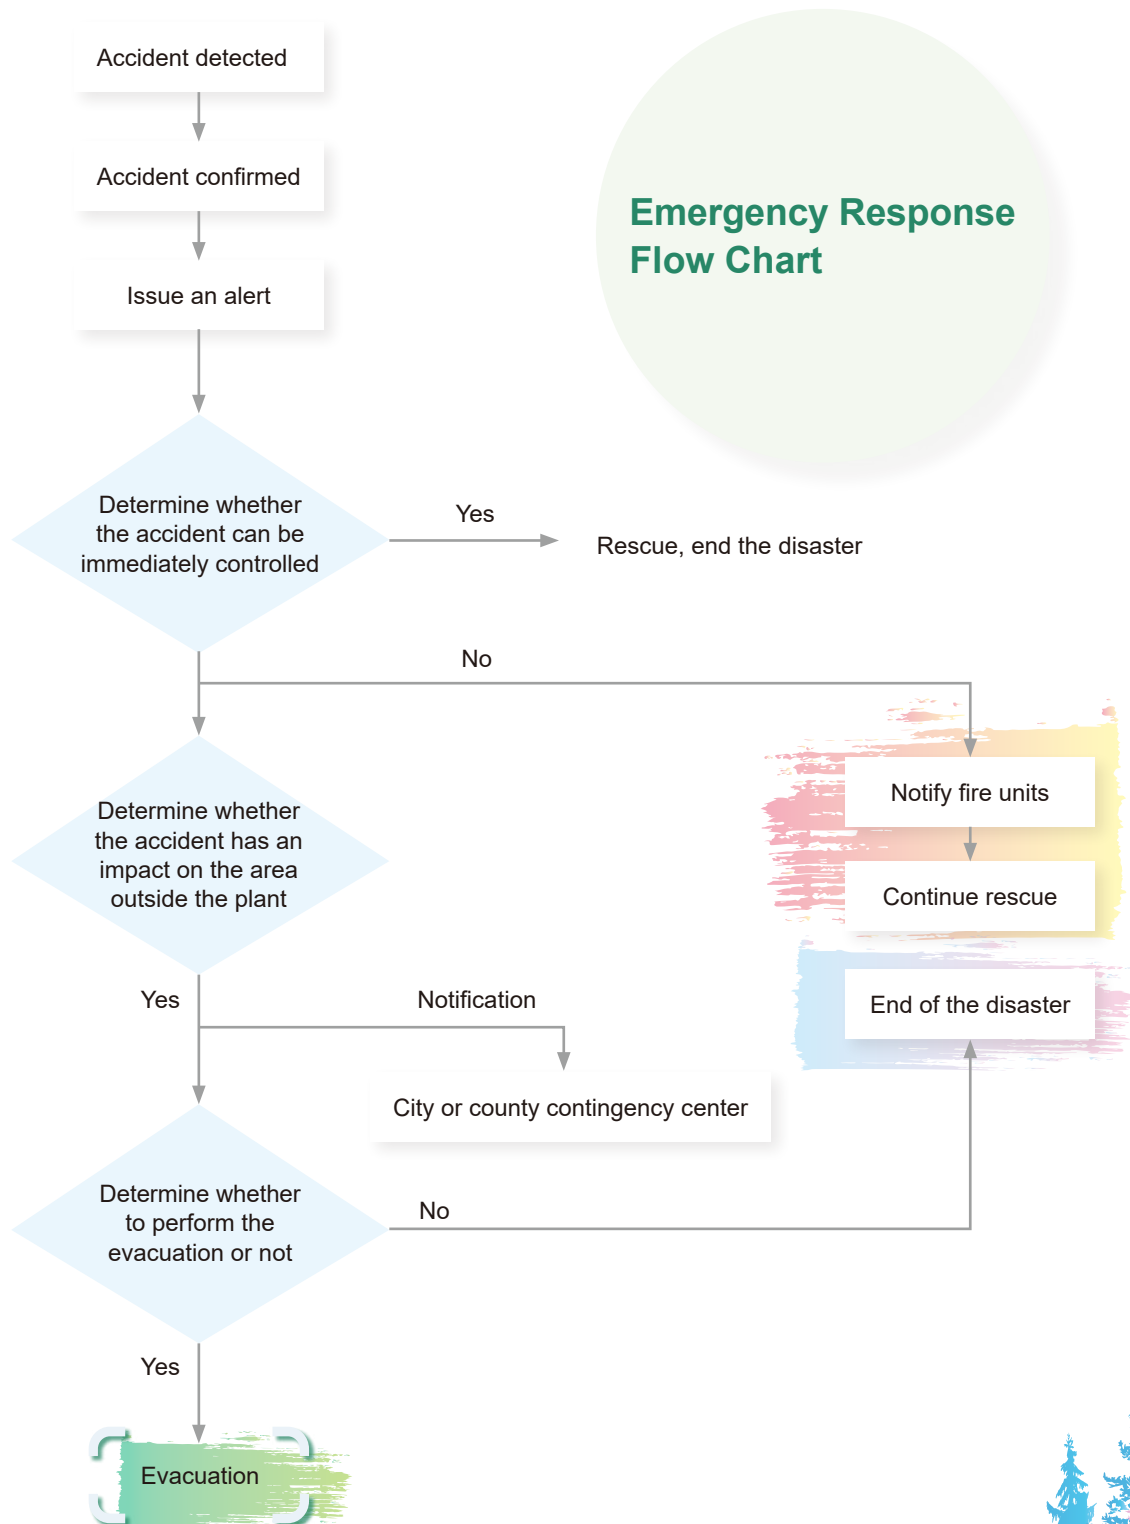 Accident detected
Accident confirmed
Issue an alert
Emergency Response
Flow Chart
Determine whether
the accident can be
immediately controlled
Yes
Rescue, end the disaster
No
Determine whether
the accident has an
impact on the area
outside the plant
Notify fire units
Continue rescue
End of the disaster
Yes
Notification
City or county contingency center
Determine whether
to perform the
evacuation or not
No
Yes
Evacuation